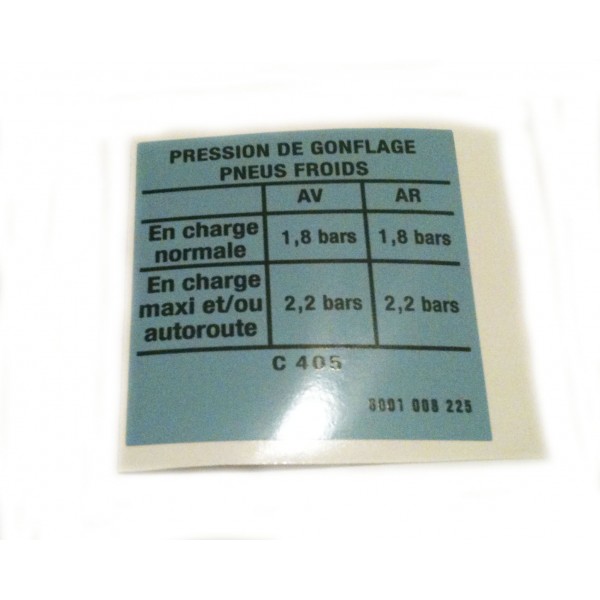 PRESSION DE GONFLAGE
PNEUS FROIDS
AV AR
En charge
normale 1,8 bars 1,8 bars
En charge
maxi et/ou
autoroute 2,2 bars 2,2 bars
C 405
8001 008 225